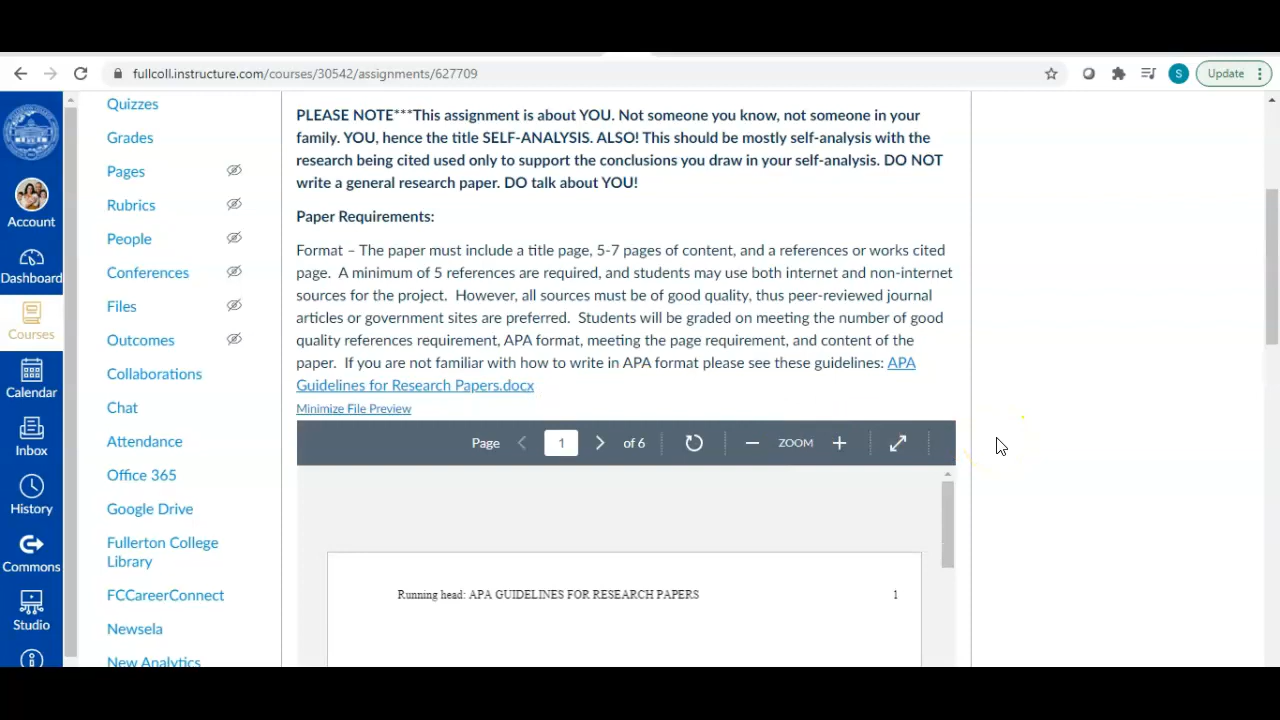 fullcoll.instructure.com/courses/30542/assignments/627709
S
Update
Account
Dashboard
Courses
Calendar
Inbox
History
Commons
Studio
Quizzes
Grades
Pages
Rubrics
People
Conferences
Files
Outcomes
Collaborations
Chat
Attendance
Office 365
Google Drive
Fullerton College
Library
FCCareerConnect
Newsela
New Analytics
PLEASE NOTE***This assignment is about YOU. Not someone you know, not someone in your
family. YOU, hence the title SELF-ANALYSIS. ALSO! This should be mostly self-analysis with the
research being cited used only to support the conclusions you draw in your self-analysis. DO NOT
write a general research paper. DO talk about YOU!
Paper Requirements:
Format – The paper must include a title page, 5-7 pages of content, and a references or works cited
page. A minimum of 5 references are required, and students may use both internet and non-internet
sources for the project. However, all sources must be of good quality, thus peer-reviewed journal
articles or government sites are preferred. Students will be graded on meeting the number of good
quality references requirement, APA format, meeting the page requirement, and content of the
paper. If you are not familiar with how to write in APA format please see these guidelines: APA
Guidelines for Research Papers.docx
Minimize File Preview
Page 1 of 6 ZOOM
Running head: APA GUIDELINES FOR RESEARCH PAPERS 1